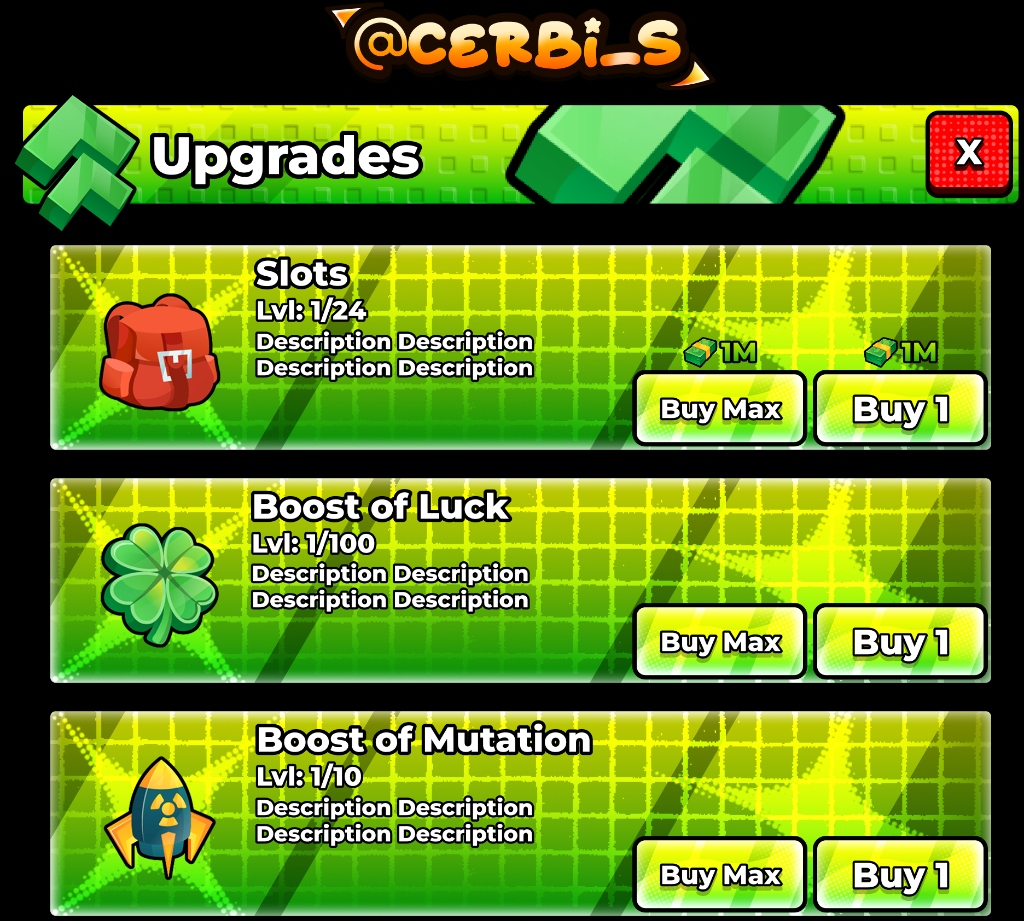 @CERBi_S
Upgrades
X
Slots
Lvl: 1/24
Description Description
Description Description
1M
1M
Buy Max
Buy 1
Boost of Luck
Lvl: 1/100
Description Description
Description Description
Buy Max
Buy 1
Boost of Mutation
Lvl: 1/10
Description Description
Description Description
Buy Max
Buy 1